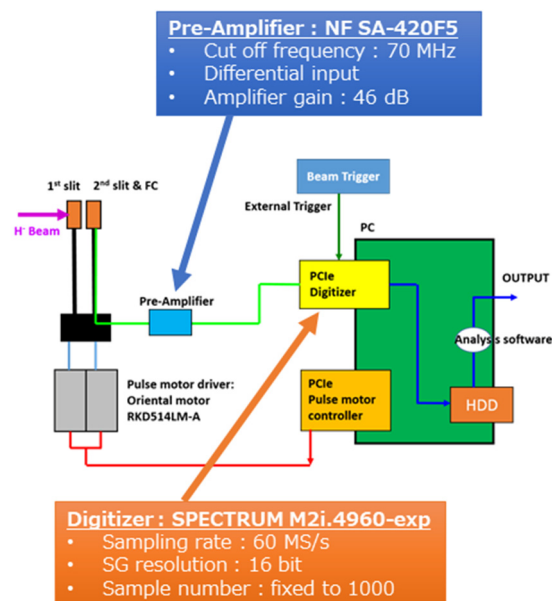 Pre-Amplifier : NF SA-420F5
• Cut off frequency : 70 MHz
• Differential input
• Amplifier gain : 46 dB
1st slit
2nd slit & FC
H- Beam
Beam Trigger
External Trigger
PC
PCIe
Digitizer
OUTPUT
Pre-Amplifier
Analysis software
Pulse motor driver:
Oriental motor
RKD514LM-A
PCIe
Pulse motor
controller
HDD
Digitizer : SPECTRUM M2i.4960-exp
• Sampling rate : 60 MS/s
• SG resolution : 16 bit
• Sample number : fixed to 1000